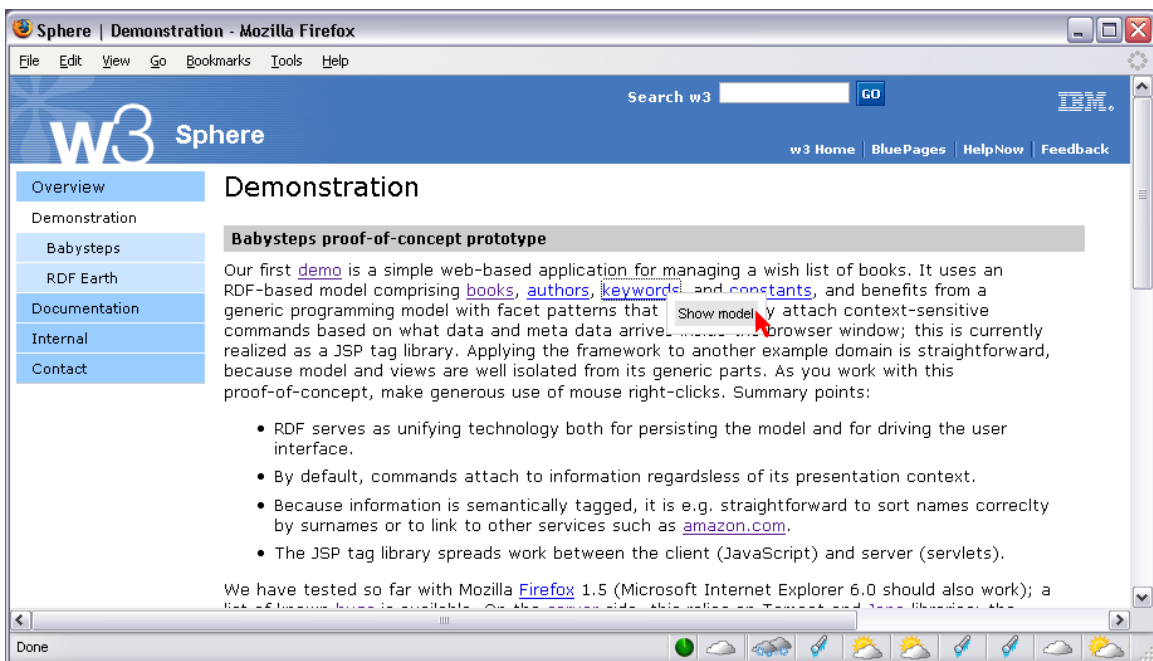 Sphere | Demonstration - Mozilla Firefox
File Edit View Go Bookmarks Tools Help
Search w3 GO
IBM
w3 Sphere
w3 Home BluePages HelpNow Feedback
Overview
Demonstration
Babysteps
RDF Earth
Documentation
Internal
Contact
Demonstration
Babysteps proof-of-concept prototype
Our first demo is a simple web-based application for managing a wish list of books. It uses an
RDF-based model comprising books, authors, keywords, and constants, and benefits from a
generic programming model with facet patterns that y attach context-sensitive
Show model
commands based on what data and meta data arrives inside the browser window; this is currently
realized as a JSP tag library. Applying the framework to another example domain is straightforward,
because model and views are well isolated from its generic parts. As you work with this
proof-of-concept, make generous use of mouse right-clicks. Summary points:
• RDF serves as unifying technology both for persisting the model and for driving the user
interface.
• By default, commands attach to information regardsless of its presentation context.
• Because information is semantically tagged, it is e.g. straightforward to sort names correclty
by surnames or to link to other services such as amazon.com.
• The JSP tag library spreads work between the client (JavaScript) and server (servlets).
We have tested so far with Mozilla Firefox 1.5 (Microsoft Internet Explorer 6.0 should also work); a
Done